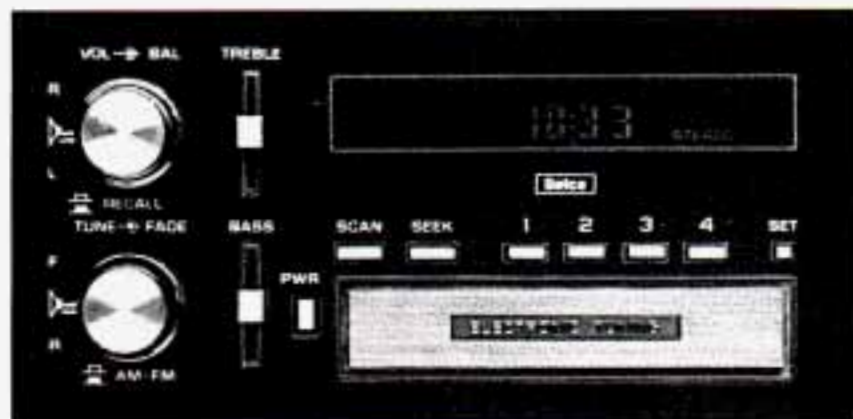 VOL BAL TREBLE
R
10:33 STEREO
L
Delco
RECALL
TUNE FADE BASS SCAN SEEK 1 2 3 4 SET
F
PWR
R
AM-FM